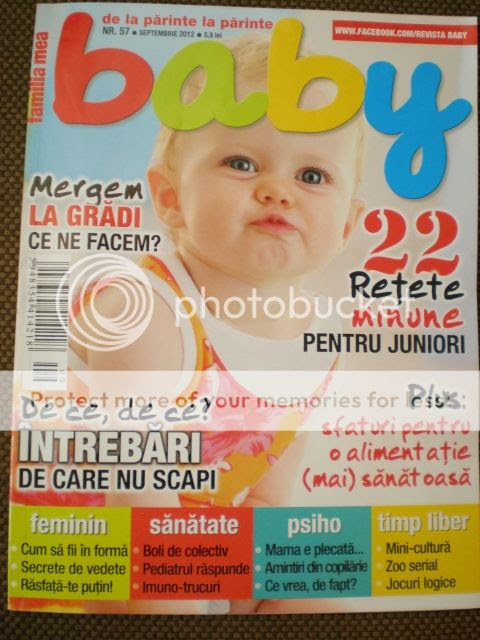 de la părinte la părinte
NR. 57 • SEPTEMBRIE 2012 • 5,9 lei
WWW.FACEBOOK.COM/REVISTA BABY
familia mea
baby
Mergem
LA GRĂDI
CE NE FACEM?
22
Rețete
minune
PENTRU JUNIORI
photobucket
Protect more of your memories for less!
De ce, de ce?
ÎNTREBĂRI
DE CARE NU SCAPI
Plus:
sfaturi pentru
o alimentație
(mai) sănătoasă
feminin
• Cum să fii în formă
• Secrete de vedete
• Răsfață-te puțin!
sănătate
• Boli de colectiv
• Pediatrul răspunde
• Imuno-trucuri
psiho
• Mama e plecată...
• Amintiri din copilărie
• Ce vrea, de fapt?
timp liber
• Mini-cultură
• Zoo serial
• Jocuri logice